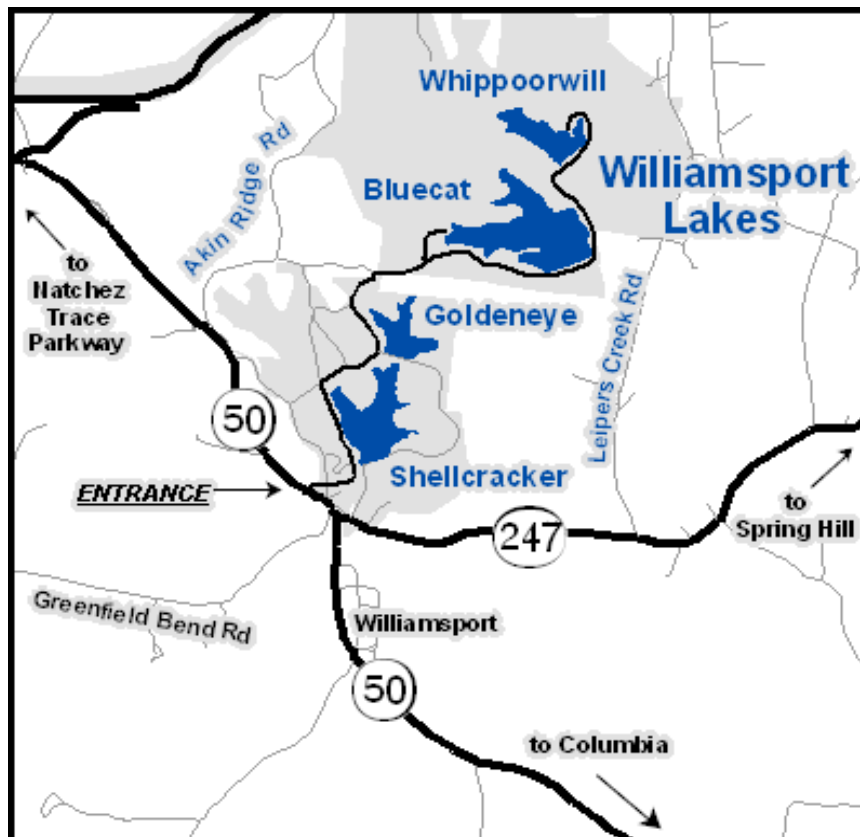 Whippoorwill
Williamsport
Lakes
Akin Ridge Rd
Bluecat
to
Natchez
Trace
Parkway
Goldeneye
Leipers Creek Rd
50
Shellcracker
ENTRANCE
to
Spring Hill
247
Greenfield Bend Rd
Williamsport
50
to Columbia